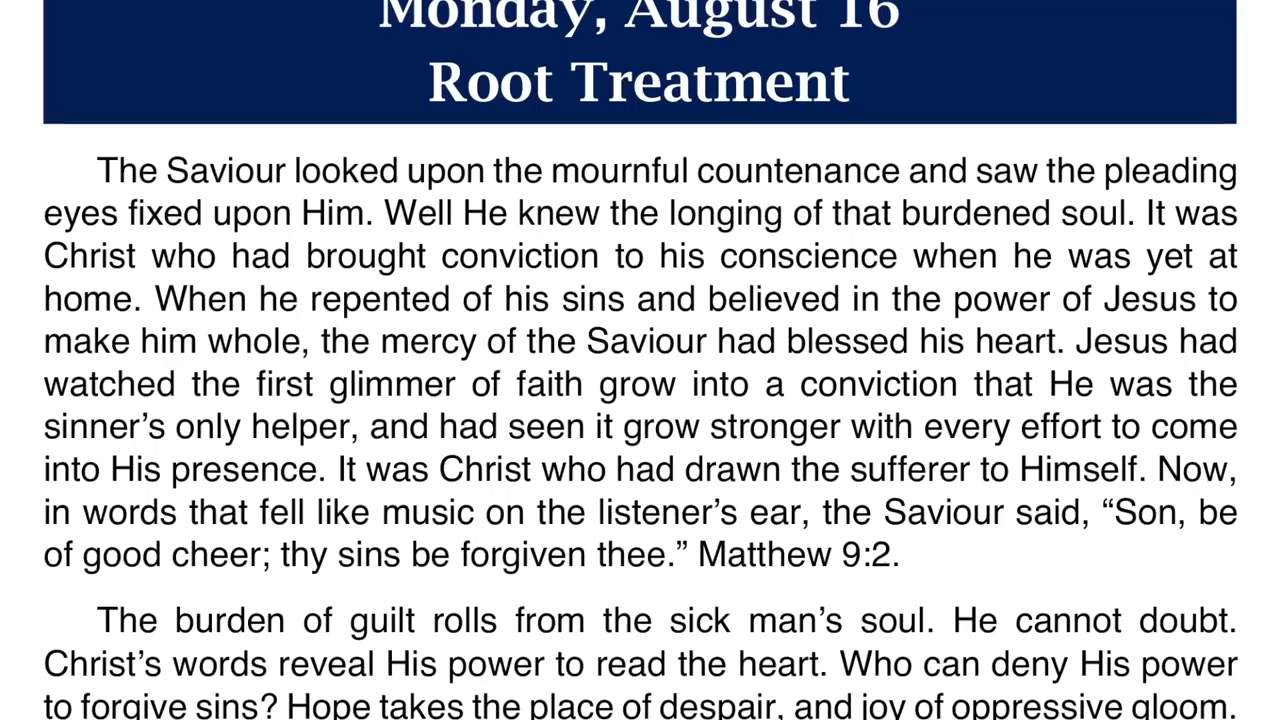 Monday, August 16
Root Treatment
The Saviour looked upon the mournful countenance and saw the pleading
eyes fixed upon Him. Well He knew the longing of that burdened soul. It was
Christ who had brought conviction to his conscience when he was yet at
home. When he repented of his sins and believed in the power of Jesus to
make him whole, the mercy of the Saviour had blessed his heart. Jesus had
watched the first glimmer of faith grow into a conviction that He was the
sinner’s only helper, and had seen it grow stronger with every effort to come
into His presence. It was Christ who had drawn the sufferer to Himself. Now,
in words that fell like music on the listener’s ear, the Saviour said, “Son, be
of good cheer; thy sins be forgiven thee.” Matthew 9:2.
The burden of guilt rolls from the sick man’s soul. He cannot doubt.
Christ’s words reveal His power to read the heart. Who can deny His power
to forgive sins? Hope takes the place of despair, and joy of oppressive gloom.